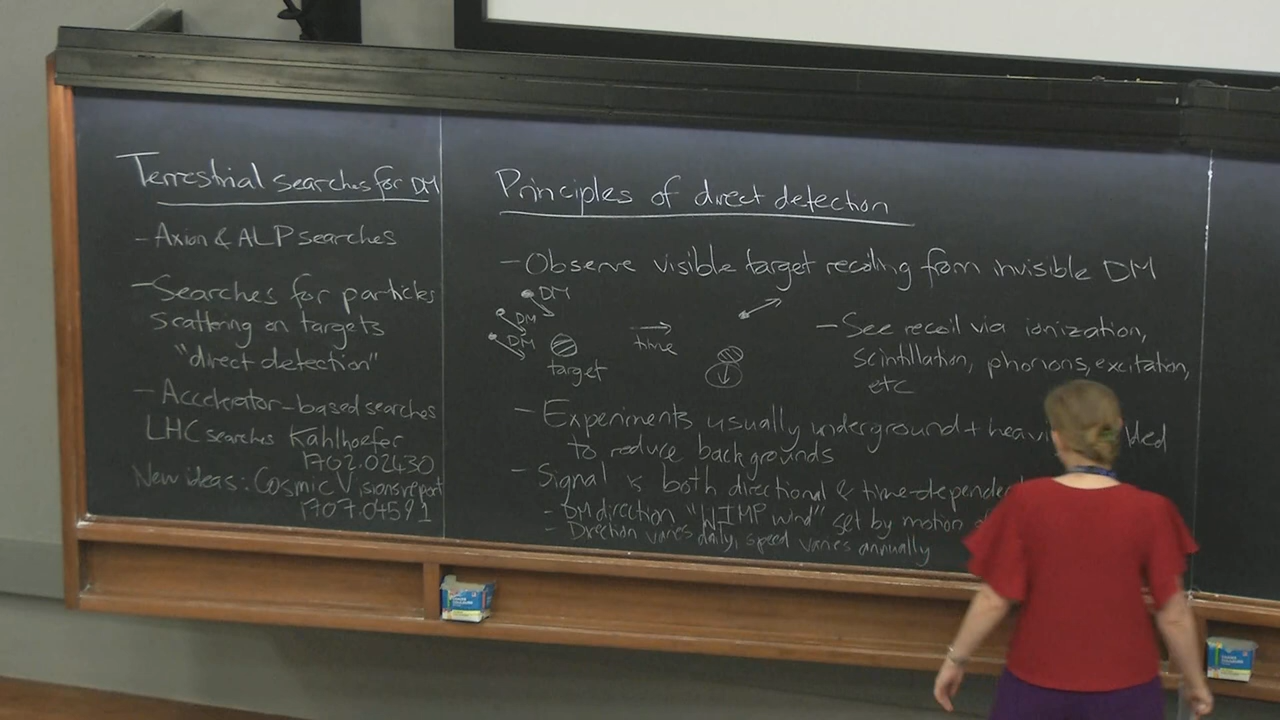 Terrestrial searches for DM
- Axion & ALP searches
- Searches for particles
scattering on targets
"direct detection"
- Accelerator-based searches
LHC searches Kahlhoefer
1702.02430
New ideas: Cosmic Visions report
1707.04591
Principles of direct detection
- Observe visible target recoiling from invisible DM
DM
DM
DM
target
time
- See recoil via ionization,
scintillation, phonons, excitation,
etc
- Experiments usually underground +
to reduce backgrounds
- Signal is both directional & time-dependent
- DM direction "WIMP wind" set by motion
- Direction varies daily, speed varies annually